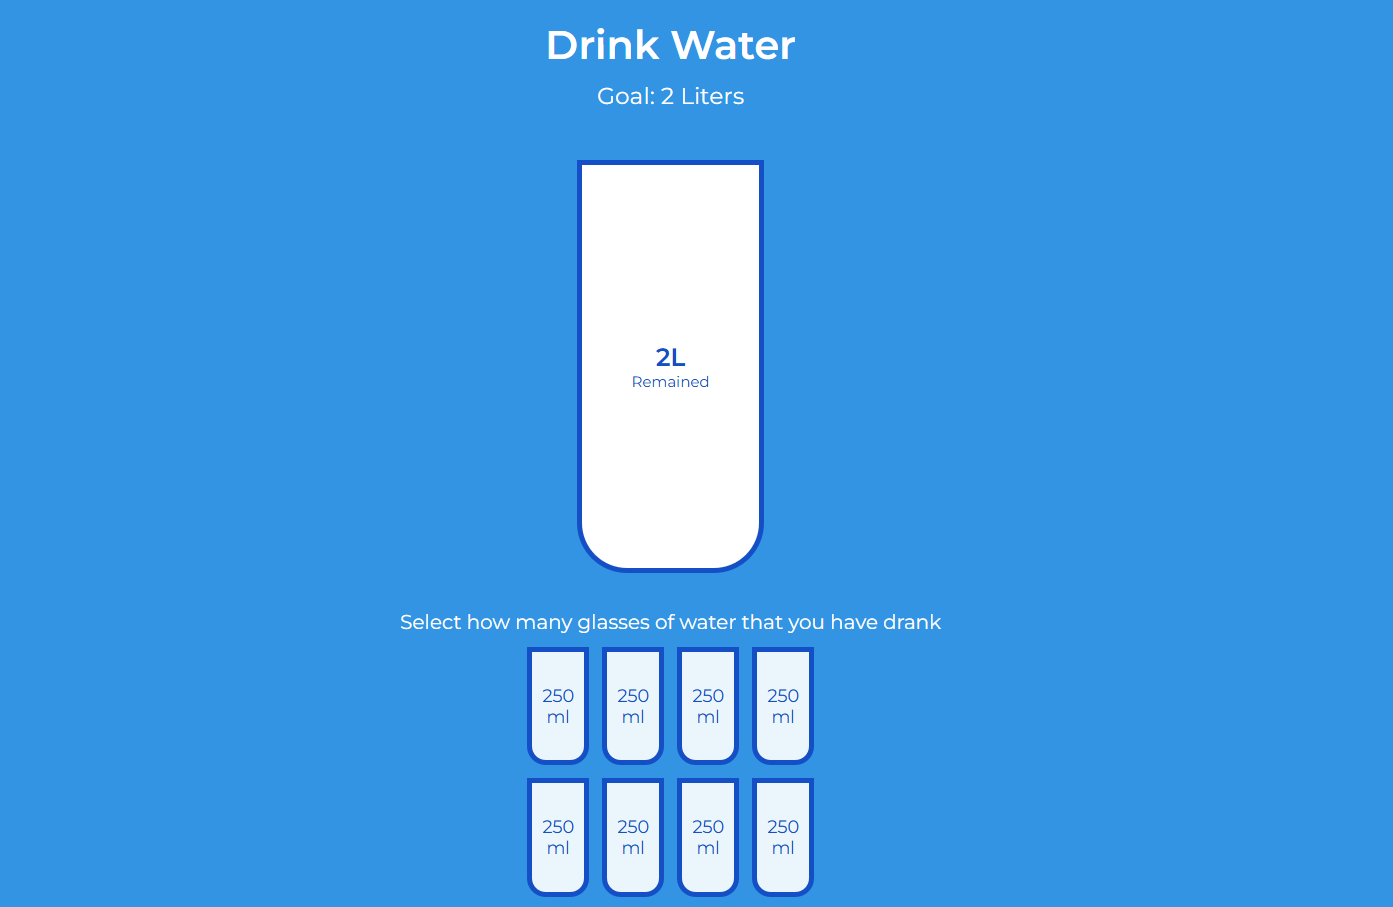 Drink Water
Goal: 2 Liters
2L
Remained
Select how many glasses of water that you have drank
250 250 250 250
ml ml ml ml
250 250 250 250
ml ml ml ml